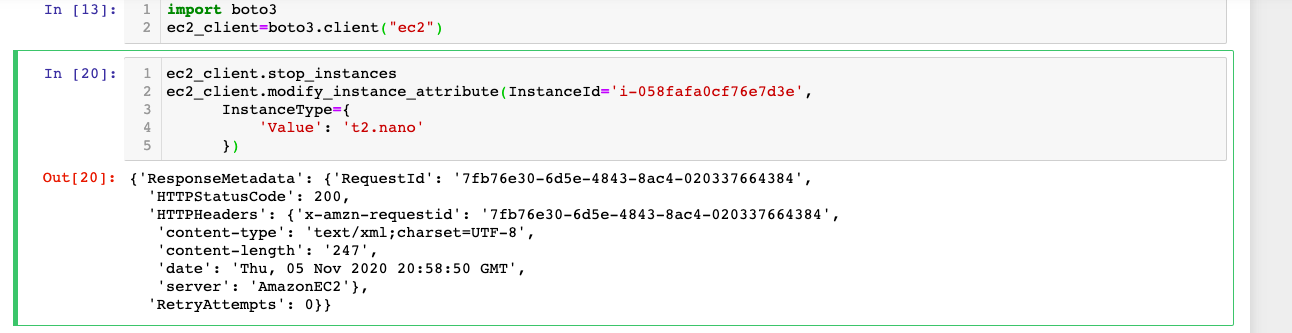 In [13]: 1 import boto3
2 ec2_client=boto3.client("ec2")
In [20]: 1 ec2_client.stop_instances
2 ec2_client.modify_instance_attribute(InstanceId='i-058fafa0cf76e7d3e',
3 InstanceType={
4 'Value': 't2.nano'
5 })
Out[20]: {'ResponseMetadata': {'RequestId': '7fb76e30-6d5e-4843-8ac4-020337664384',
'HTTPStatusCode': 200,
'HTTPHeaders': {'x-amzn-requestid': '7fb76e30-6d5e-4843-8ac4-020337664384',
'content-type': 'text/xml;charset=UTF-8',
'content-length': '247',
'date': 'Thu, 05 Nov 2020 20:58:50 GMT',
'server': 'AmazonEC2'},
'RetryAttempts': 0}}